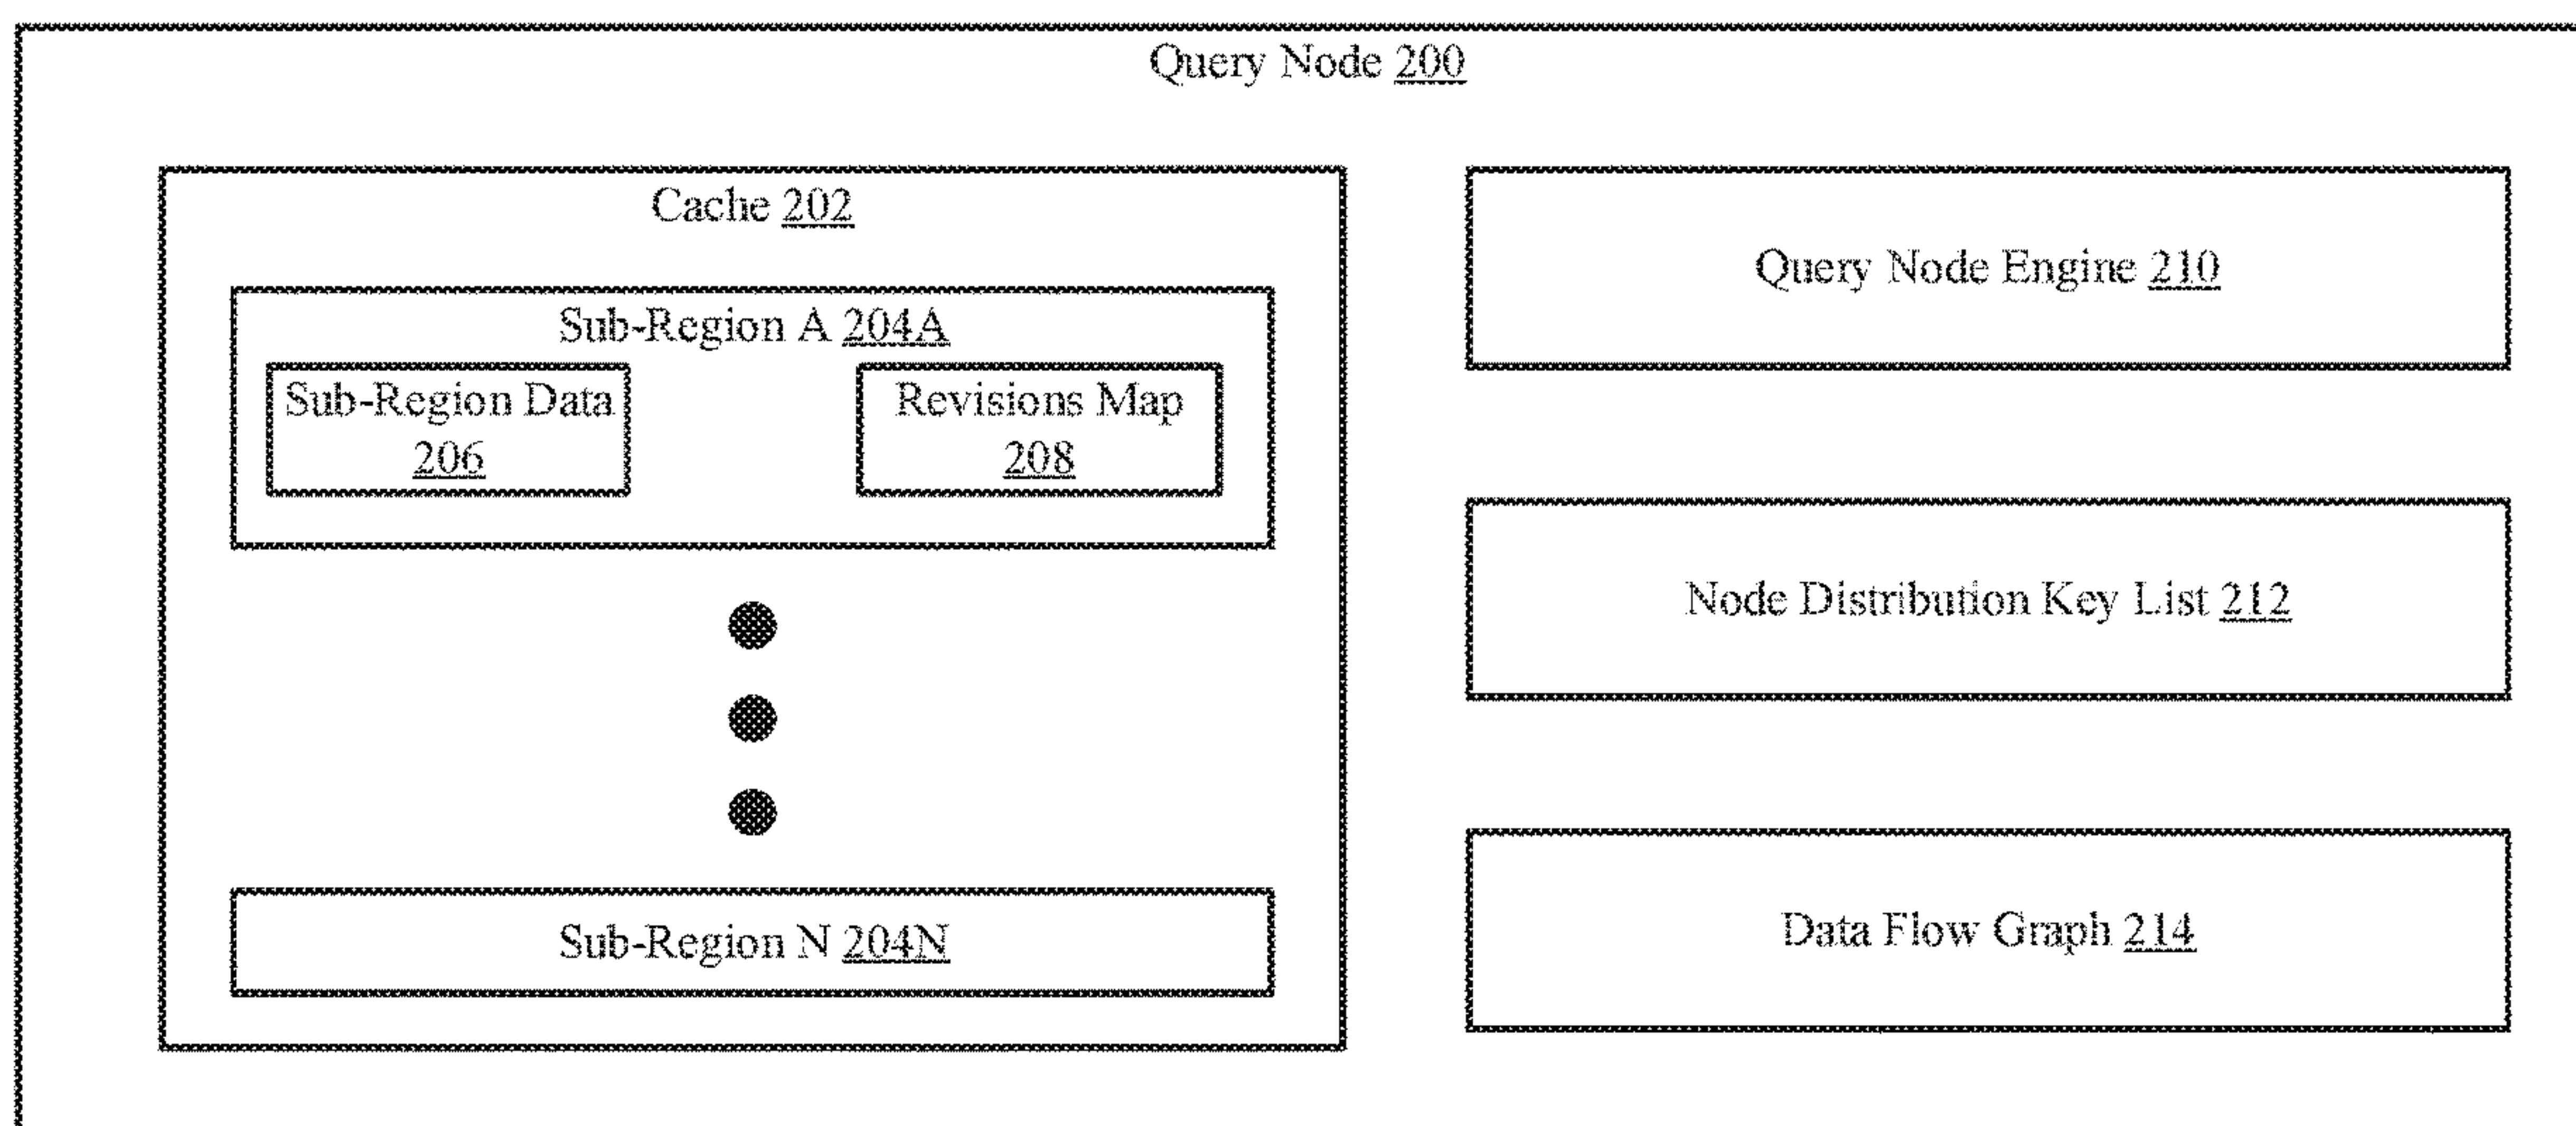 Query Node 200
Cache 202
Sub-Region A 204A
Sub-Region Data
206
Revisions Map
208
Sub-Region N 204N
Query Node Engine 210
Node Distribution Key List 212
Data Flow Graph 214